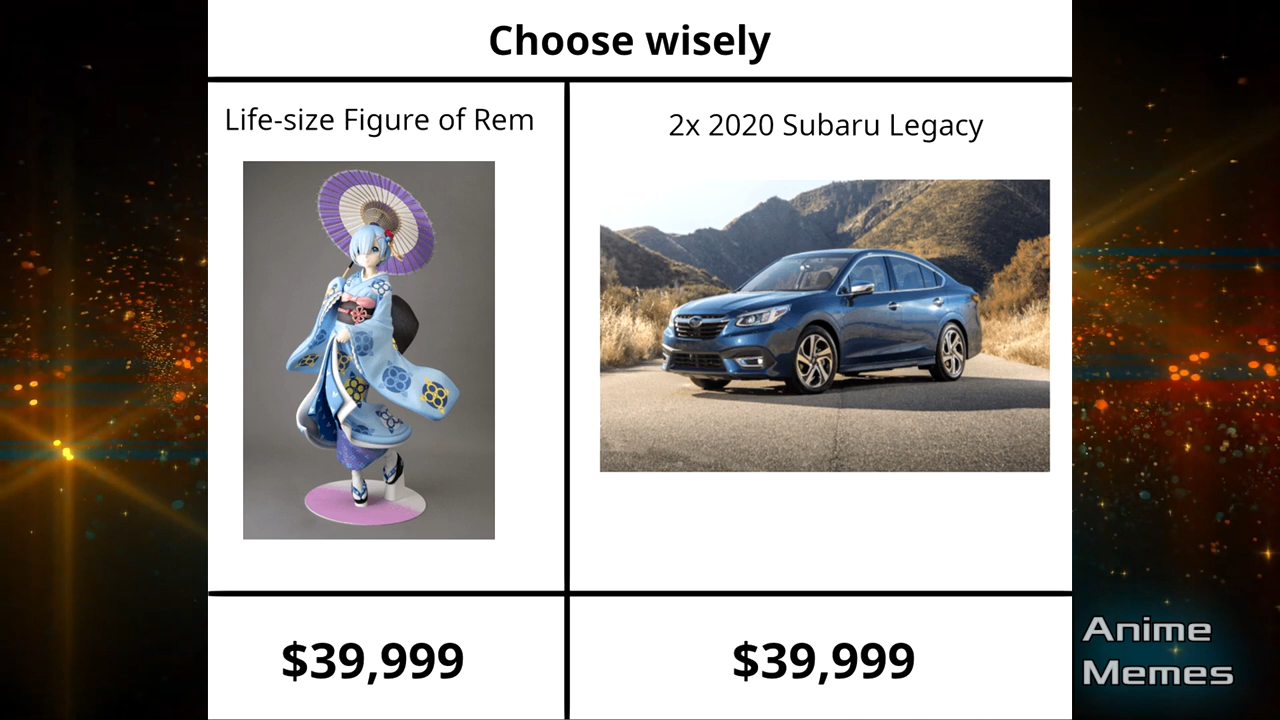 Choose wisely
Life-size Figure of Rem
2x 2020 Subaru Legacy
$39,999
$39,999
Anime
Memes